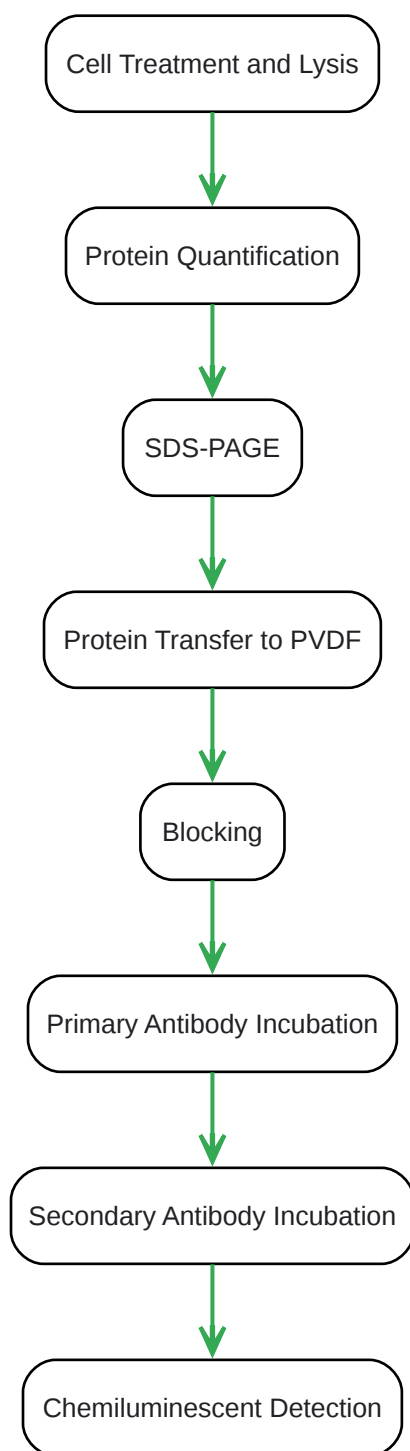 Cell Treatment and Lysis
Protein Quantification
SDS-PAGE
Protein Transfer to PVDF
Blocking
Primary Antibody Incubation
Secondary Antibody Incubation
Chemiluminescent Detection